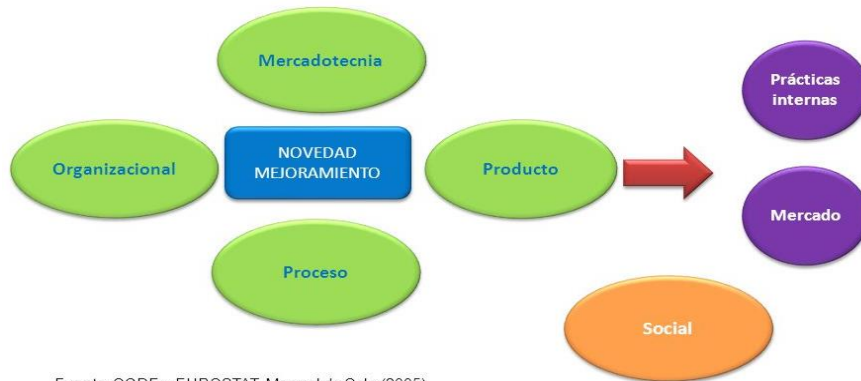 Mercadotecnia
Prácticas
internas
Organizacional
NOVEDAD
MEJORAMIENTO
Producto
Mercado
Proceso
Social